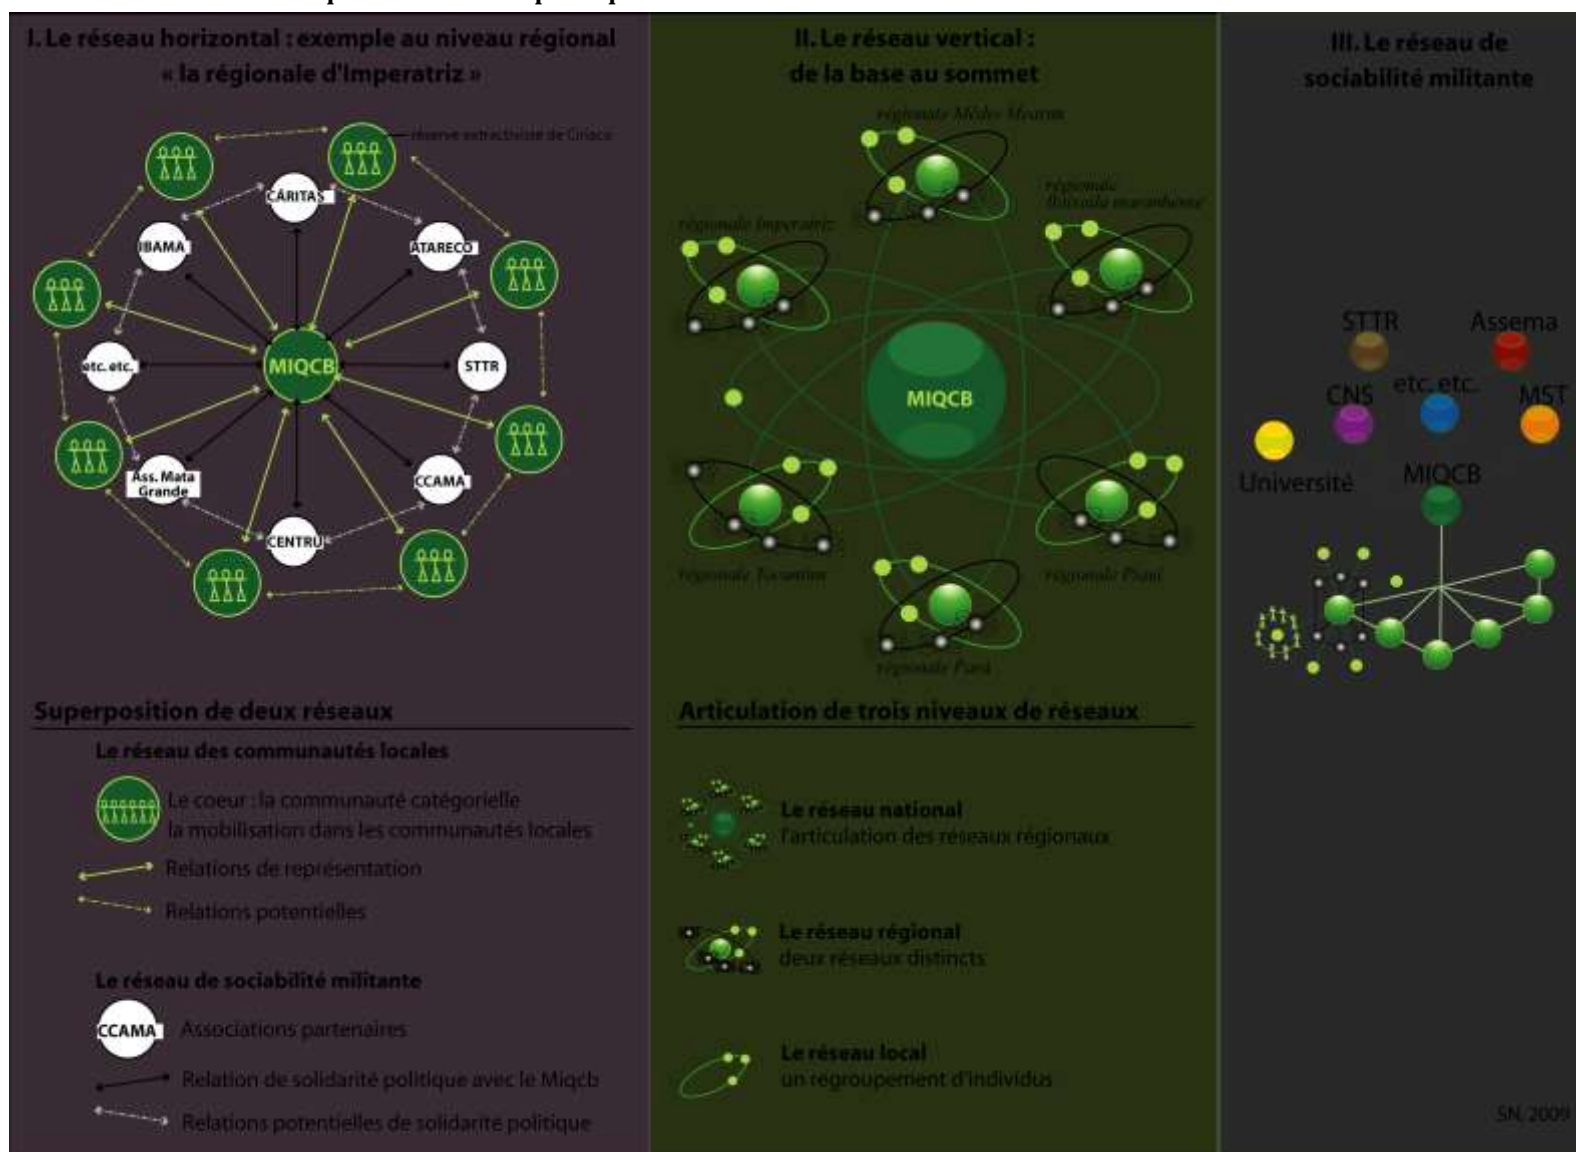 I. Le réseau horizontal : exemple au niveau régional
« la régionale d'Imperatriz »
réserve extractiviste de Ciriaco
CÁRITAS
IBAMA
ATARECO
etc. etc.
MIQCB
STTR
Ass. Mata
Grande
CCAMA
CENTRU
Superposition de deux réseaux
Le réseau des communautés locales
Le coeur : la communauté catégorielle
la mobilisation dans les communautés locales
Relations de représentation
Relations potentielles
Le réseau de sociabilité militante
CCAMA
Associations partenaires
Relation de solidarité politique avec le Miqcb
Relations potentielles de solidarité politique
II. Le réseau vertical :
de la base au sommet
régionale Imperatriz
régionale
MIQCB
régionale Tocantins
régionale Piauí
régionale Pará
Articulation de trois niveaux de réseaux
Le réseau national
l'articulation des réseaux régionaux
Le réseau régional
deux réseaux distincts
Le réseau local
un regroupement d'individus
III. Le réseau de
sociabilité militante
STTR
Assema
CNS
etc. etc.
MST
Université
MIQCB
SN, 2009